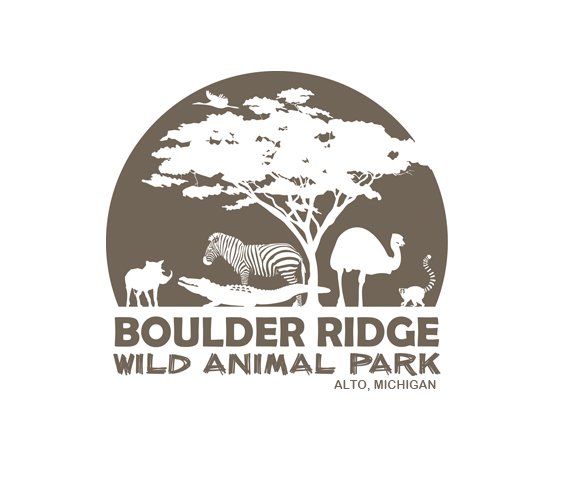 BOULDER RIDGE
WILD ANIMAL PARK
ALTO, MICHIGAN